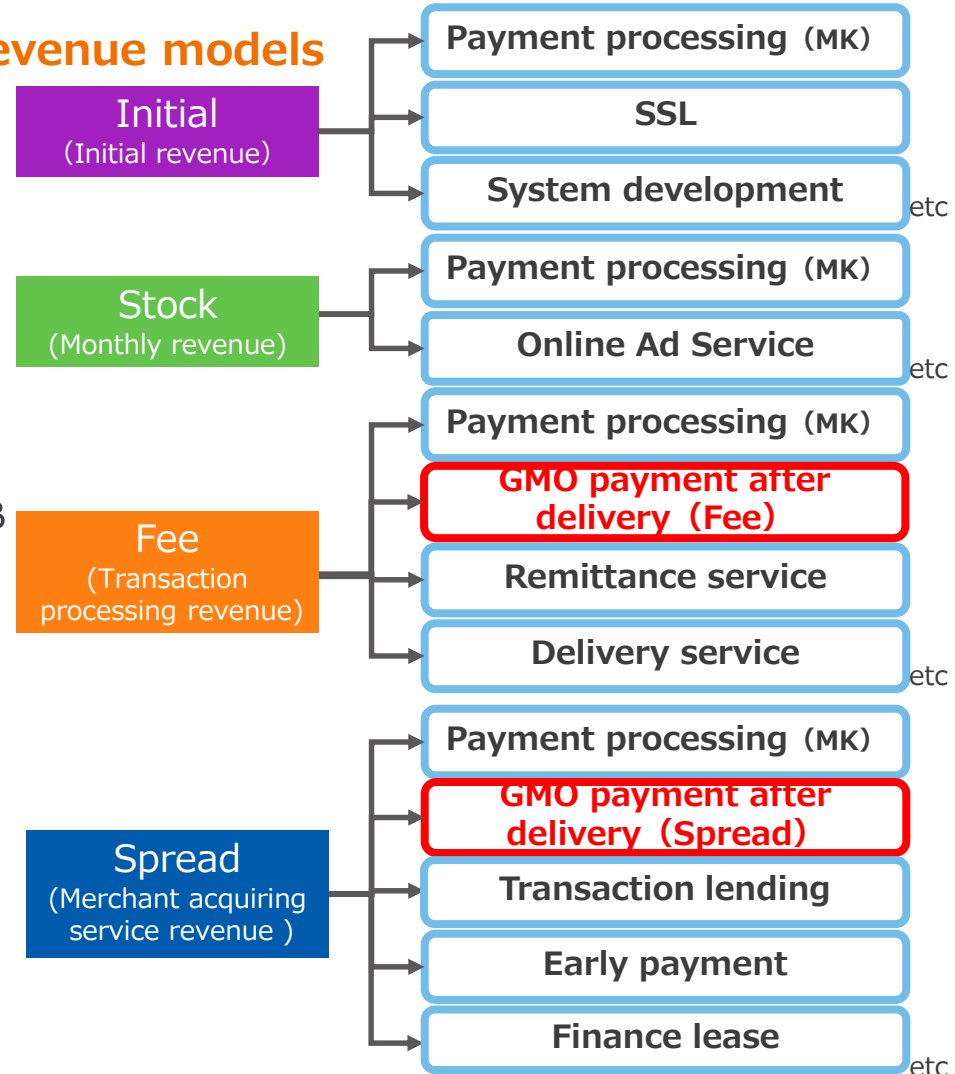 evenue models
Initial
（Initial revenue）
Payment processing（MK）
SSL
System development
etc
Stock
(Monthly revenue)
Payment processing（MK）
Online Ad Service
etc
Fee
(Transaction
processing revenue)
Payment processing（MK）
GMO payment after
delivery（Fee）
Remittance service
Delivery service
etc
Spread
(Merchant acquiring
service revenue )
Payment processing（MK）
GMO payment after
delivery（Spread）
Transaction lending
Early payment
Finance lease
etc